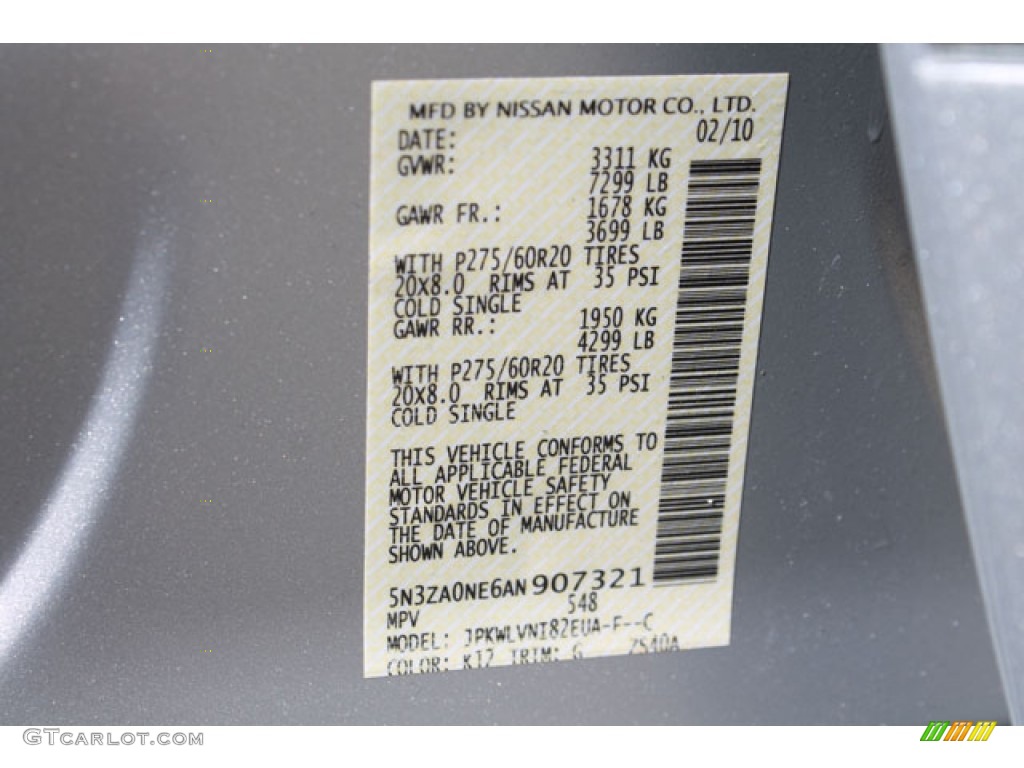 MFD BY NISSAN MOTOR CO., LTD.
DATE: 02/10
GVWR: 3311 KG
7299 LB
GAWR FR.: 1678 KG
3699 LB
WITH P275/60R20 TIRES
20X8.0 RIMS AT 35 PSI
COLD SINGLE
GAWR RR.: 1950 KG
4299 LB
WITH P275/60R20 TIRES
20X8.0 RIMS AT 35 PSI
COLD SINGLE
THIS VEHICLE CONFORMS TO
ALL APPLICABLE FEDERAL
MOTOR VEHICLE SAFETY
STANDARDS IN EFFECT ON
THE DATE OF MANUFACTURE
SHOWN ABOVE.
5N3ZA0NE6AN907321
MPV 548
MODEL: JPKWLVNI82EUA-F--C
COLOR: K12 TRIM: G ZS40A
GTCARLOT.COM